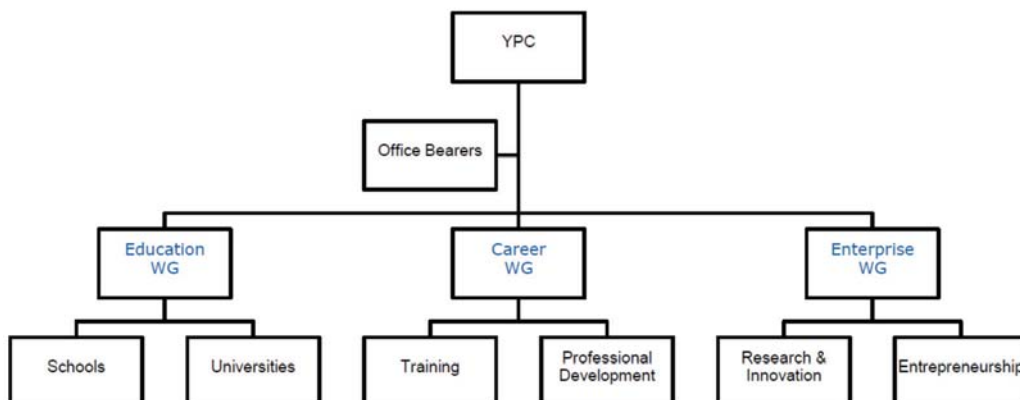 YPC
Office Bearers
Education
WG
Career
WG
Enterprise
WG
Schools
Universities
Training
Professional
Development
Research &
Innovation
Entrepreneurship